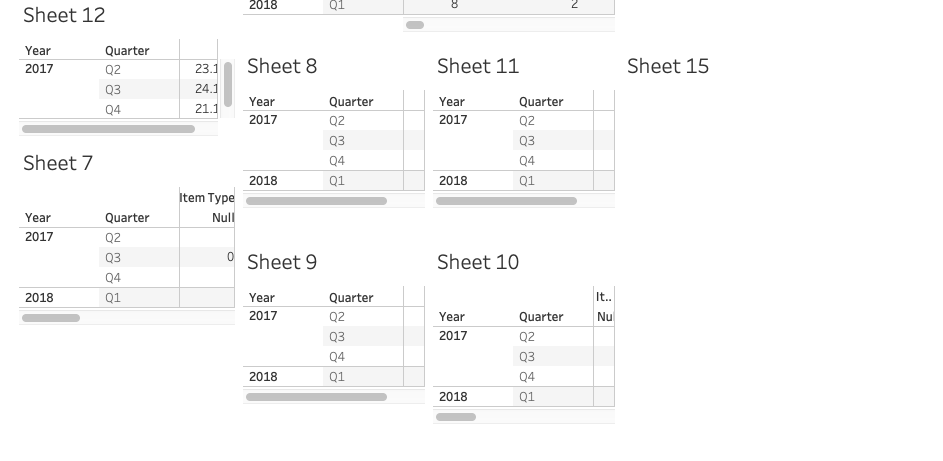 2018 Q1 8 2
Sheet 12
Year Quarter
2017 Q2 23.1
Q3 24.1
Q4 21.1
Sheet 7
Item Type
Year Quarter Null
2017 Q2
Q3 0
Q4
2018 Q1
Sheet 8
Year Quarter
2017 Q2
Q3
Q4
2018 Q1
Sheet 9
Year Quarter
2017 Q2
Q3
Q4
2018 Q1
Sheet 11
Year Quarter
2017 Q2
Q3
Q4
2018 Q1
Sheet 10
It..
Year Quarter Nul
2017 Q2
Q3
Q4
2018 Q1
Sheet 15